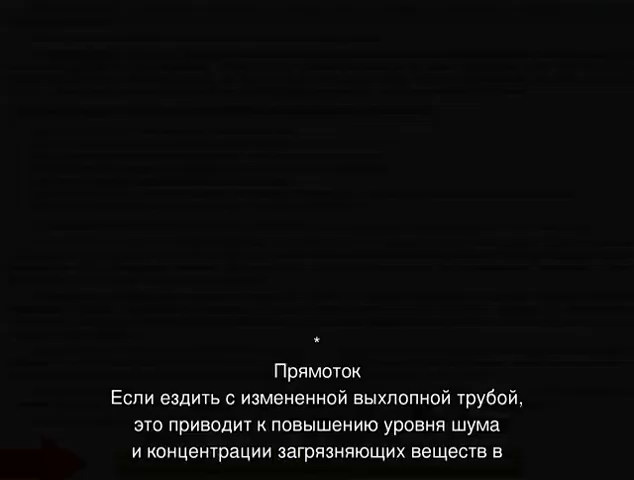 *
Прямоток
Если ездить с измененной выхлопной трубой,
это приводит к повышению уровня шума
и концентрации загрязняющих веществ в